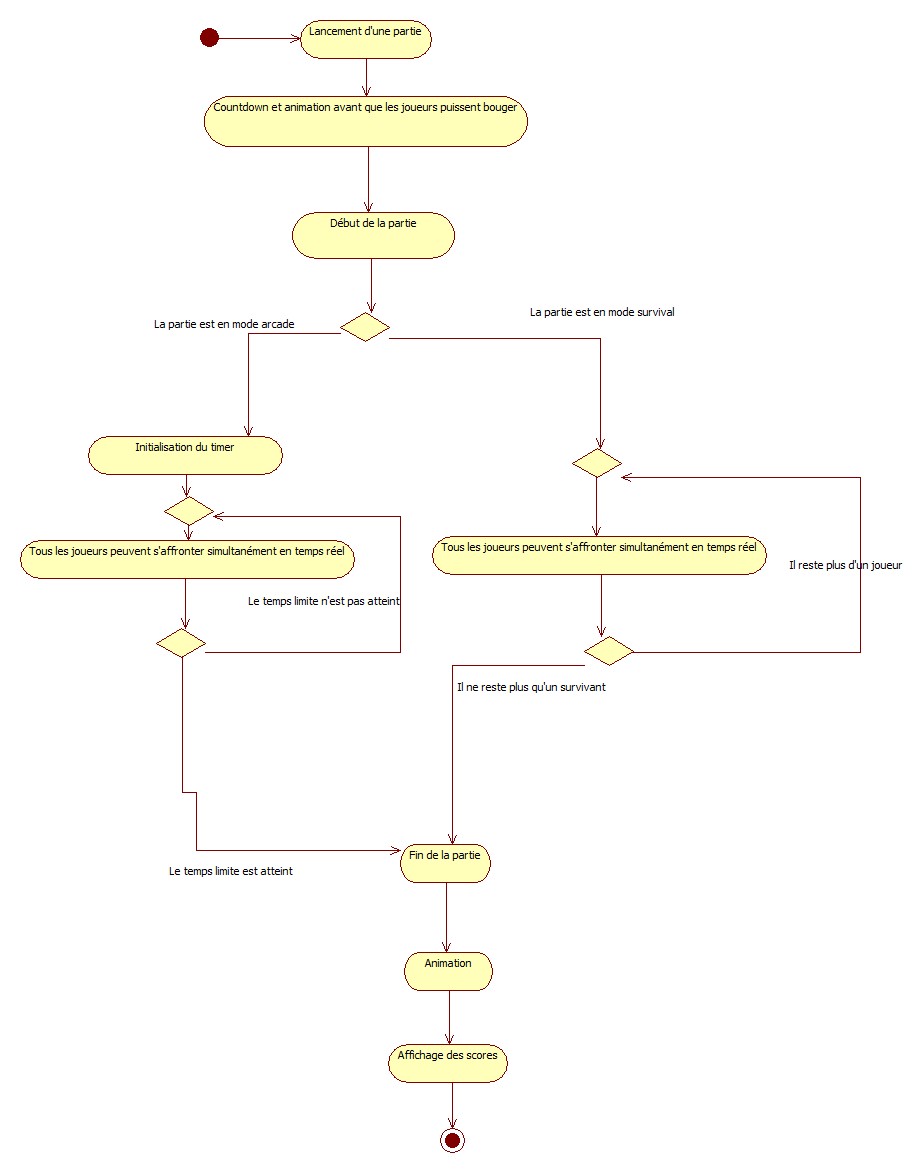 Lancement d'une partie
Countdown et animation avant que les joueurs puissent bouger
Début de la partie
La partie est en mode arcade
La partie est en mode survival
Initialisation du timer
Tous les joueurs peuvent s'affronter simultanément en temps réel
Tous les joueurs peuvent s'affronter simultanément en temps réel
Il reste plus d'un joueur
Le temps limite n'est pas atteint
Il ne reste plus qu'un survivant
Le temps limite est atteint
Fin de la partie
Animation
Affichage des scores